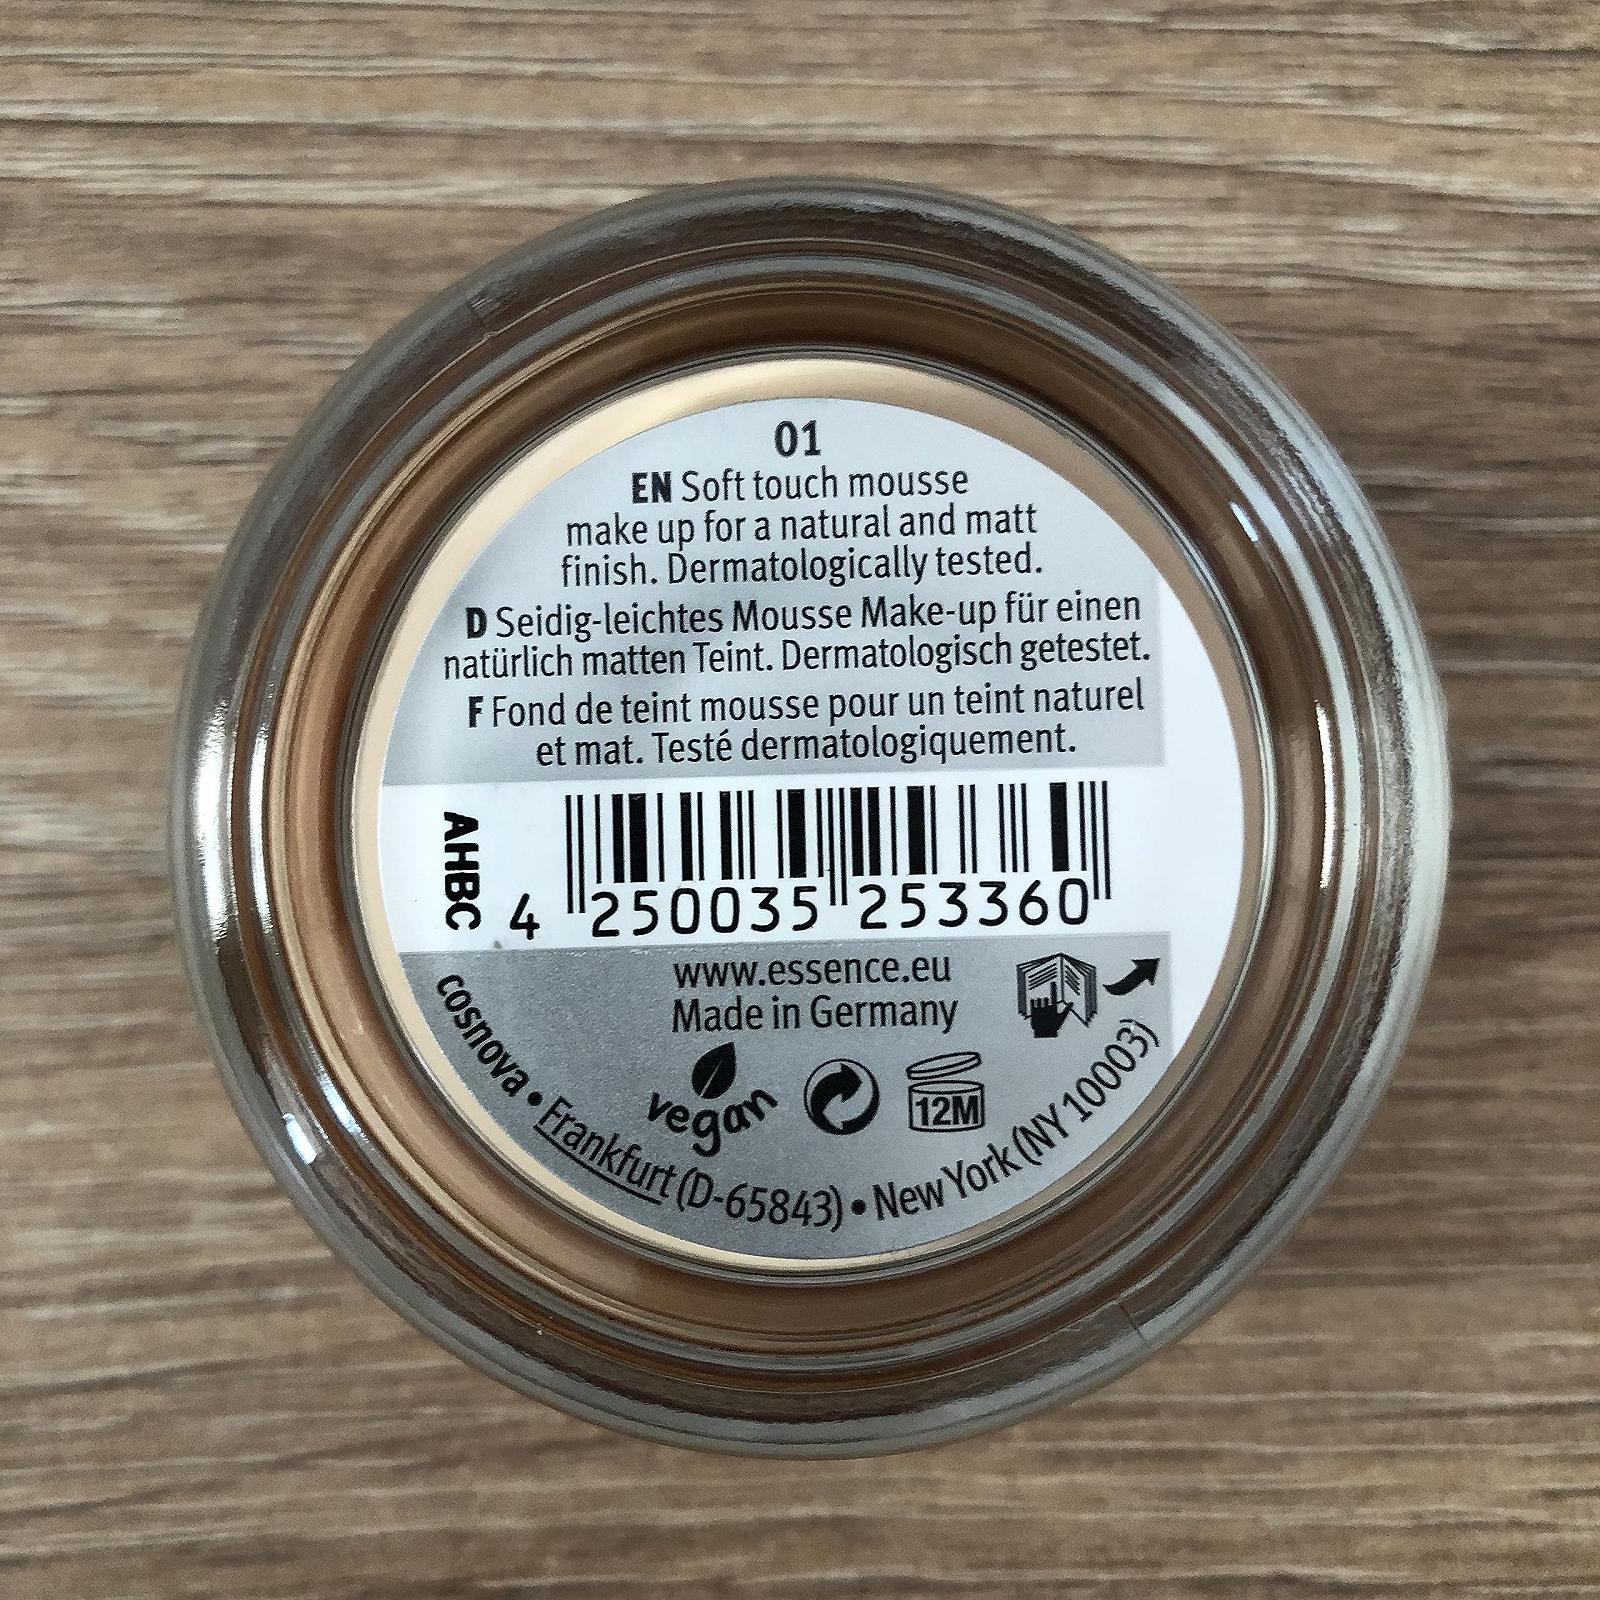 01
EN Soft touch mousse
make up for a natural and matt
finish. Dermatologically tested.
D Seidig-leichtes Mousse Make-up für einen
natürlich matten Teint. Dermatologisch getestet.
F Fond de teint mousse pour un teint naturel
et mat. Testé dermatologiquement.
AHBC
4 250035 253360
www.essence.eu
Made in Germany
vegan
12M
cosnova • Frankfurt (D-65843) • New York (NY 10003)